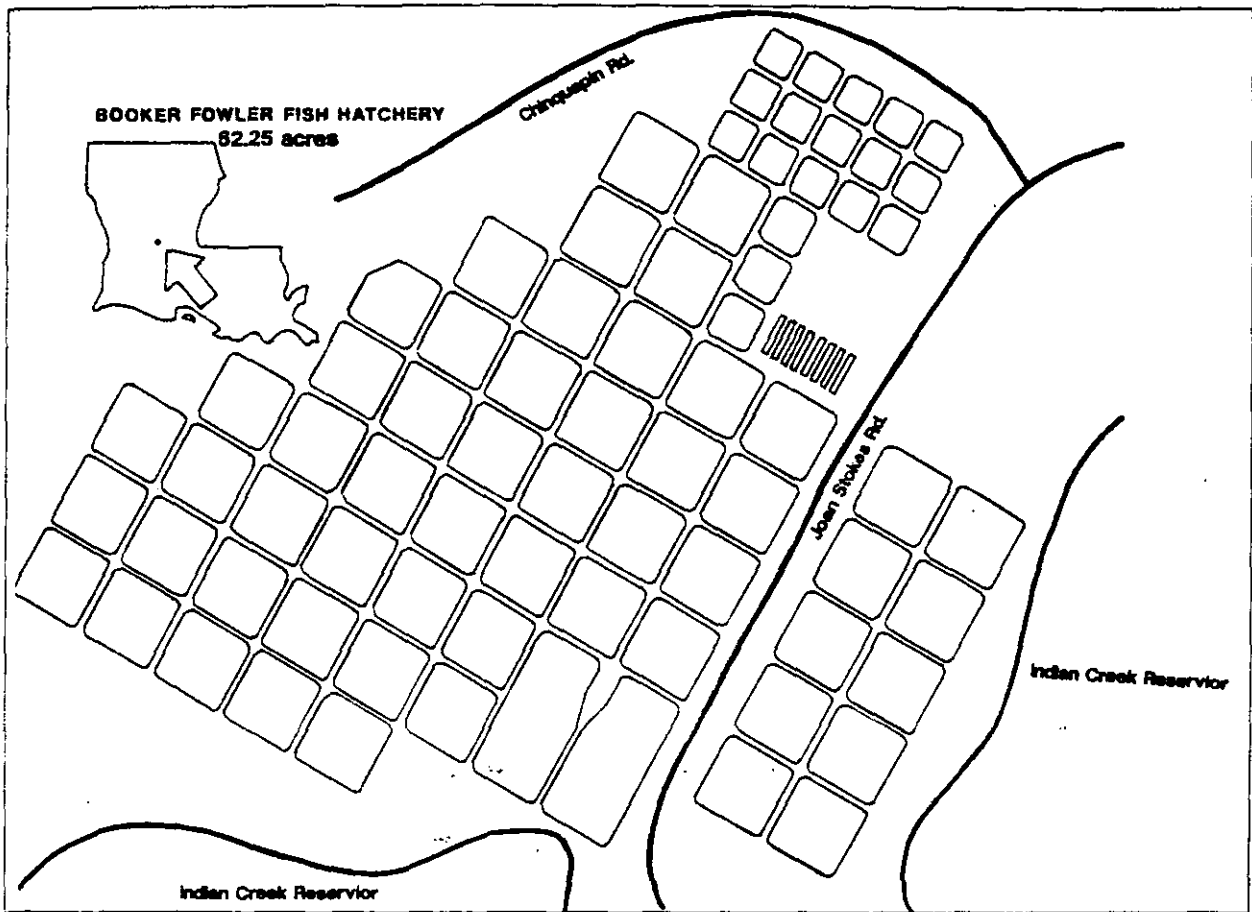 Chinquapin Rd.
BOOKER FOWLER FISH HATCHERY
62.25 acres
Joan Stokes Rd.
Indian Creek Reservior
Indian Creek Reservior